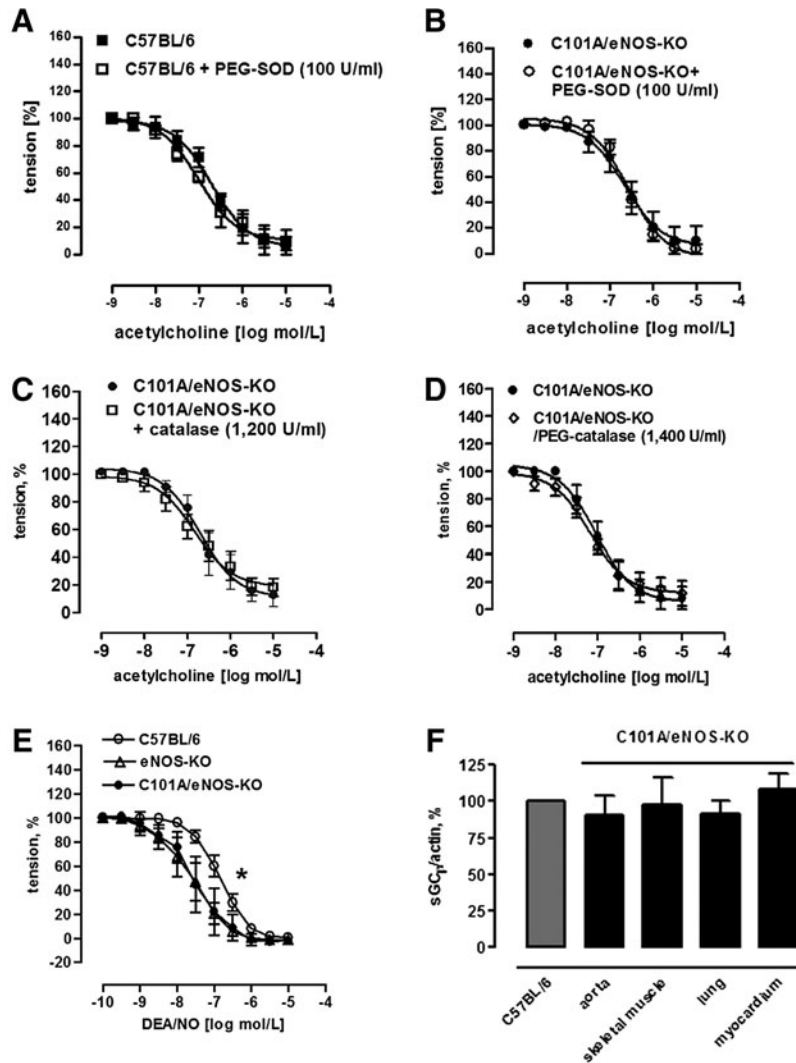 A
C57BL/6
C57BL/6 + PEG-SOD (100 U/ml)
tension [%]
160
140
120
100
80
60
40
20
0
-9 -8 -7 -6 -5 -4
acetylcholine [log mol/L]
B
C101A/eNOS-KO
C101A/eNOS-KO+
PEG-SOD (100 U/ml)
tension [%]
160
140
120
100
80
60
40
20
0
-9 -8 -7 -6 -5 -4
acetylcholine [log mol/L]
C
C101A/eNOS-KO
C101A/eNOS-KO
+ catalase (1,200 U/ml)
tension, %
160
140
120
100
80
60
40
20
0
-9 -8 -7 -6 -5 -4
acetylcholine [log mol/L]
D
C101A/eNOS-KO
C101A/eNOS-KO
/PEG-catalase (1,400 U/ml)
tension, %
160
140
120
100
80
60
40
20
0
-9 -8 -7 -6 -5 -4
acetylcholine [log mol/L]
E
C57BL/6
eNOS-KO
C101A/eNOS-KO
tension, %
160
140
120
100
80
60
40
20
0
-20
*
-10 -9 -8 -7 -6 -5 -4
DEA/NO [log mol/L]
F
C101A/eNOS-KO
sGCβ/actin, %
125
100
75
50
25
0
C57BL/6
aorta
skeletal muscle
lung
myocardium